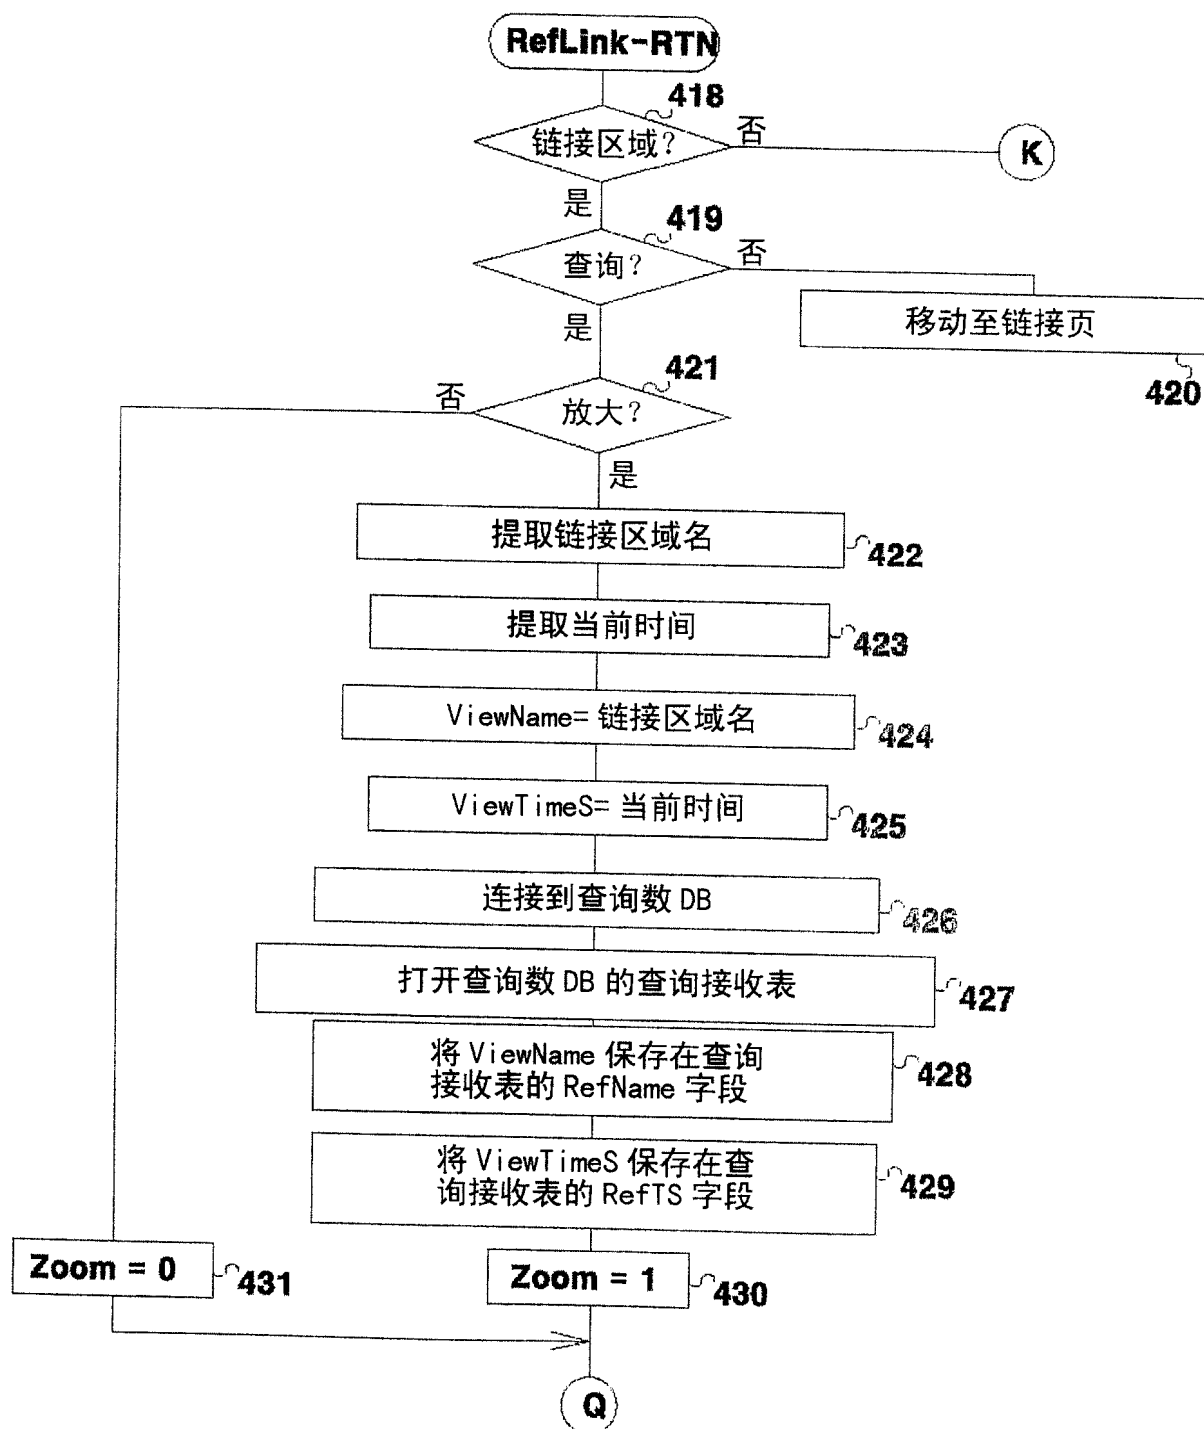 RefLink-RTN
418
链接区域?
否
K
是
419
查询?
否
移动至链接页
420
是
421
否
放大?
是
提取链接区域名
422
提取当前时间
423
ViewName=链接区域名
424
ViewTimeS=当前时间
425
连接到查询数 DB
426
打开查询数 DB 的查询接收表
427
将 ViewName 保存在查询
接收表的 RefName 字段
428
将 ViewTimeS 保存在查
询接收表的 RefTS 字段
429
Zoom = 0
431
Zoom = 1
430
Q